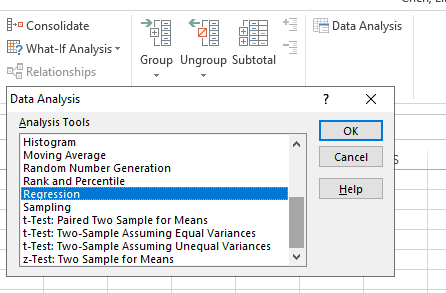 Consolidate
What-If Analysis
Relationships
Group
Ungroup
Subtotal
Data Analysis
Data Analysis
?
Analysis Tools
Histogram
Moving Average
Random Number Generation
Rank and Percentile
Regression
Sampling
t-Test: Paired Two Sample for Means
t-Test: Two-Sample Assuming Equal Variances
t-Test: Two-Sample Assuming Unequal Variances
z-Test: Two Sample for Means
OK
Cancel
Help
S